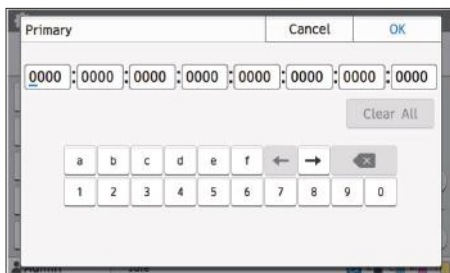 Primary Cancel OK
0000 : 0000 : 0000 : 0000 : 0000 : 0000 : 0000 : 0000
Clear All
a b c d e f ← →
1 2 3 4 5 6 7 8 9 0
Admin